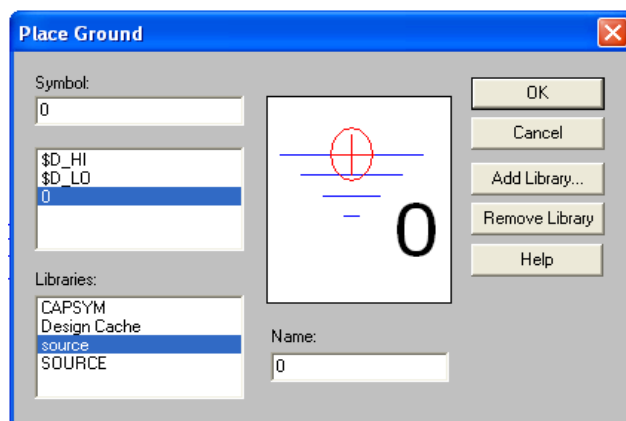 Place Ground
Symbol:
0
$D_HI
$D_LO
0
0
OK
Cancel
Add Library...
Remove Library
Help
Libraries:
CAPSYM
Design Cache
source
SOURCE
Name:
0